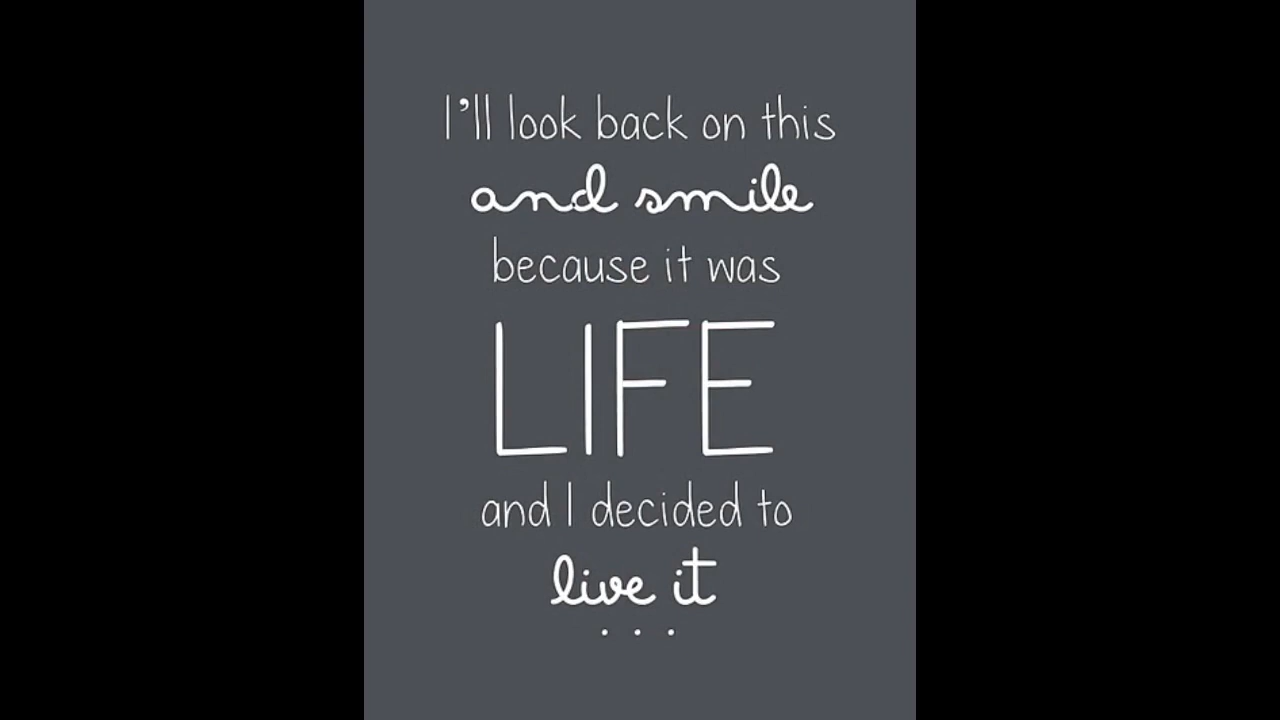 I'll look back on this
and smile
because it was
LIFE
and I decided to
live it
...